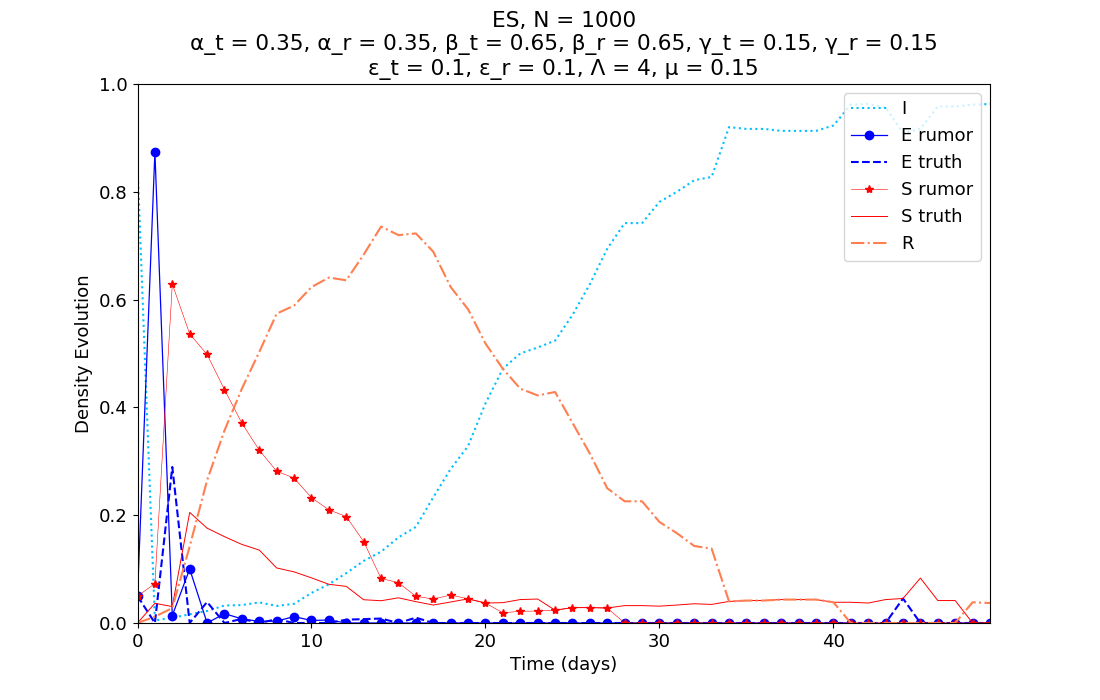 ES, N = 1000
α_t = 0.35, α_r = 0.35, β_t = 0.65, β_r = 0.65, γ_t = 0.15, γ_r = 0.15
ε_t = 0.1, ε_r = 0.1, Λ = 4, μ = 0.15
1.0
0.8
0.6
0.4
0.2
0.0
Density Evolution
I
E rumor
E truth
S rumor
S truth
R
0 10 20 30 40
Time (days)